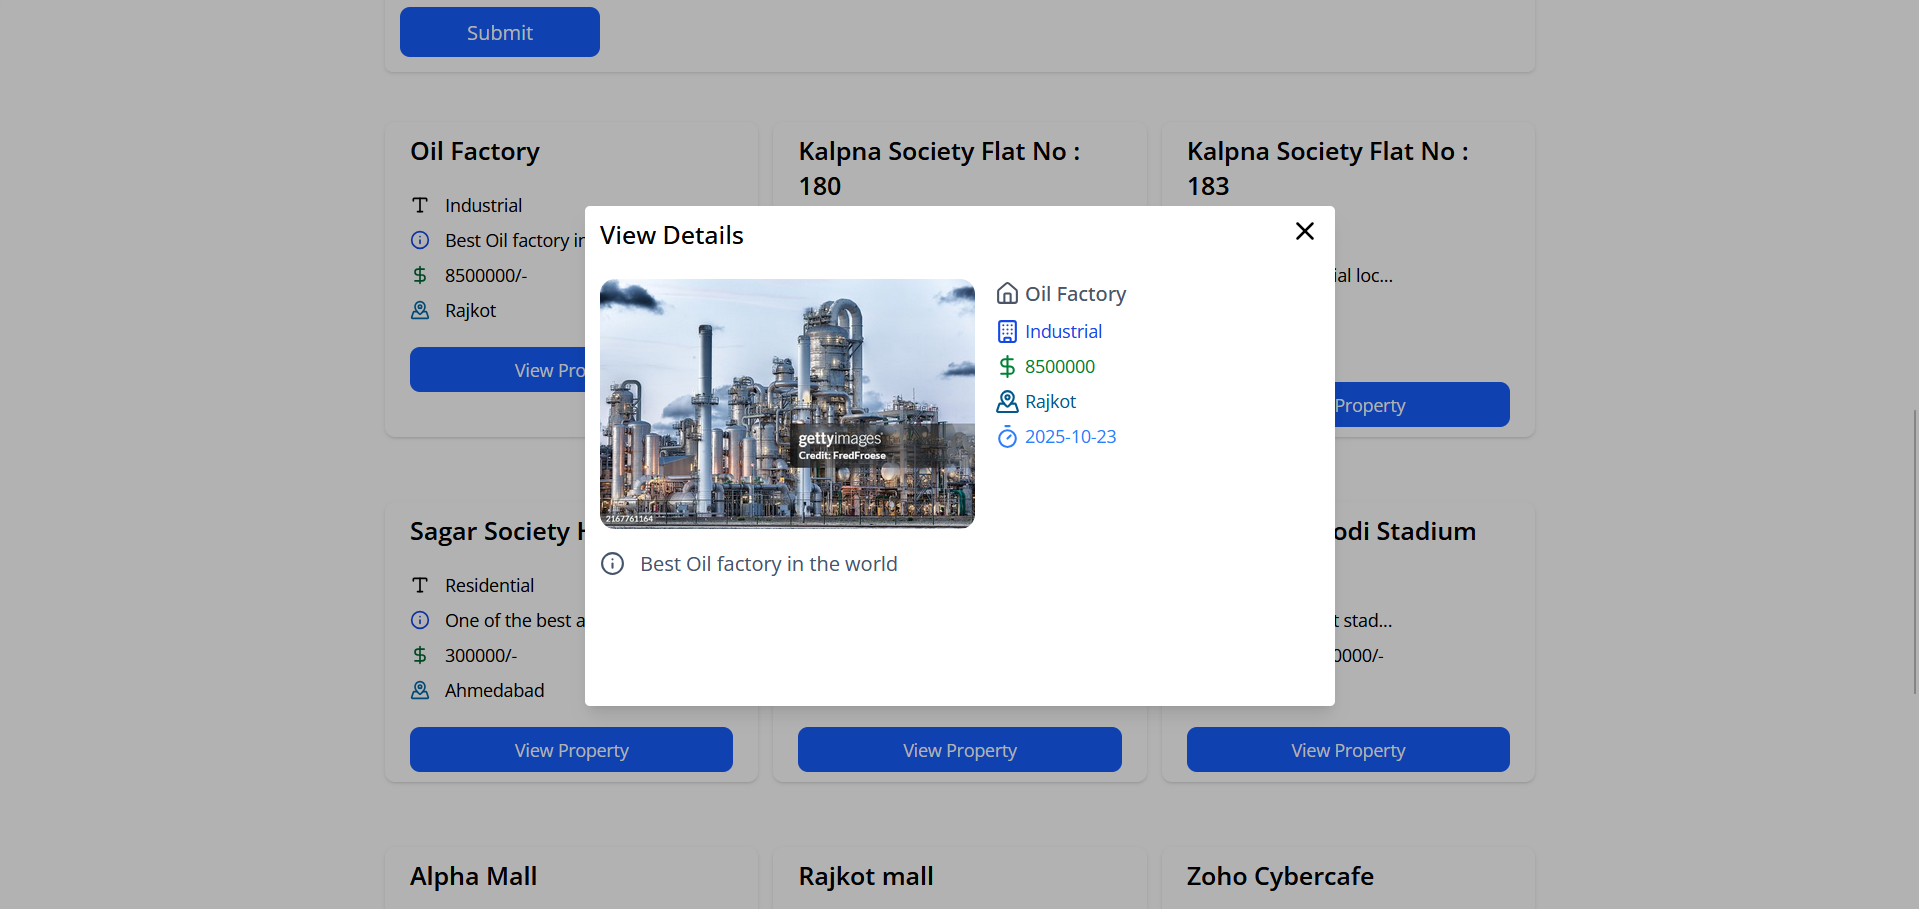 Submit
Oil Factory
Industrial
Best Oil factory in
8500000/-
Rajkot
View Pro
Kalpna Society Flat No :
180
Kalpna Society Flat No :
183
ial loc...
Property
View Details
Oil Factory
Industrial
8500000
Rajkot
2025-10-23
gettyimages
Credit: FredFroese
2167761164
Best Oil factory in the world
Sagar Society
Residential
One of the best a
300000/-
Ahmedabad
View Property
View Property
odi Stadium
t stad...
0000/-
View Property
Alpha Mall
Rajkot mall
Zoho Cybercafe